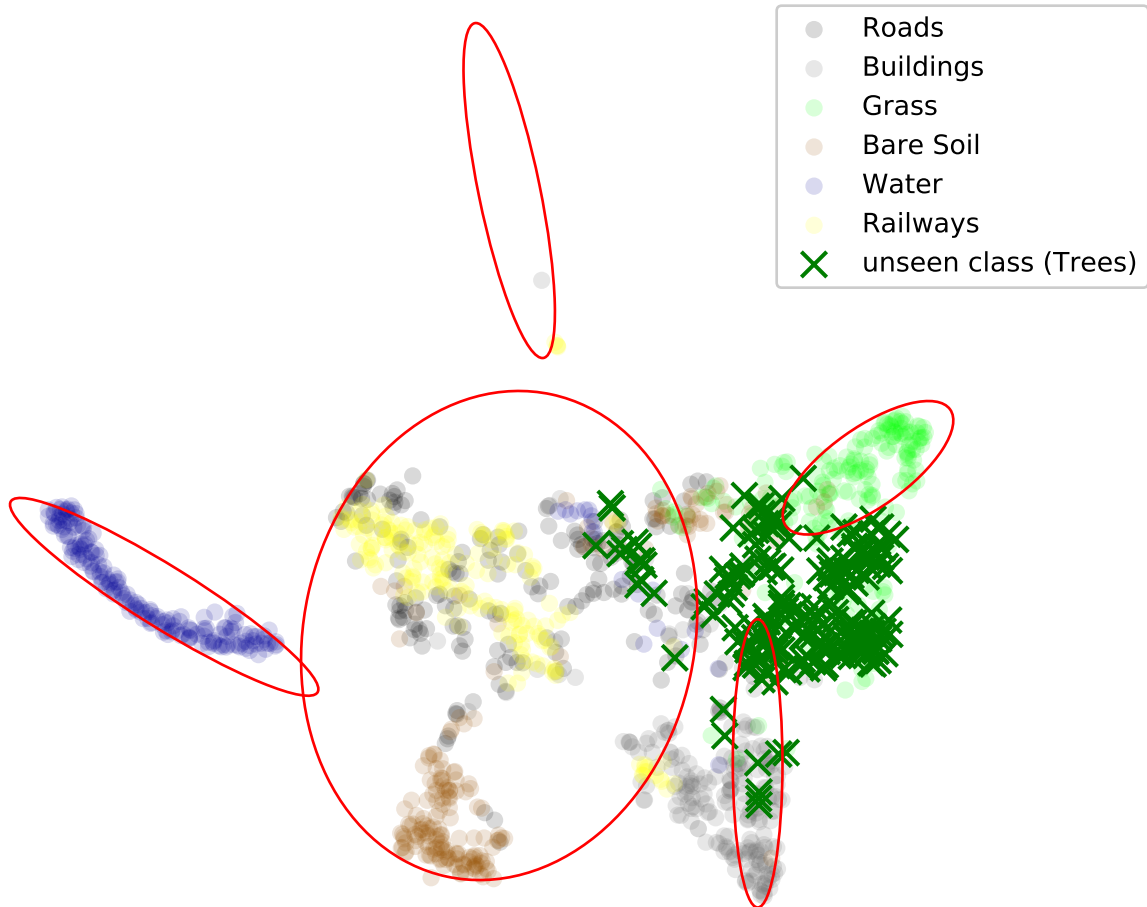 Roads
Buildings
Grass
Bare Soil
Water
Railways
unseen class (Trees)